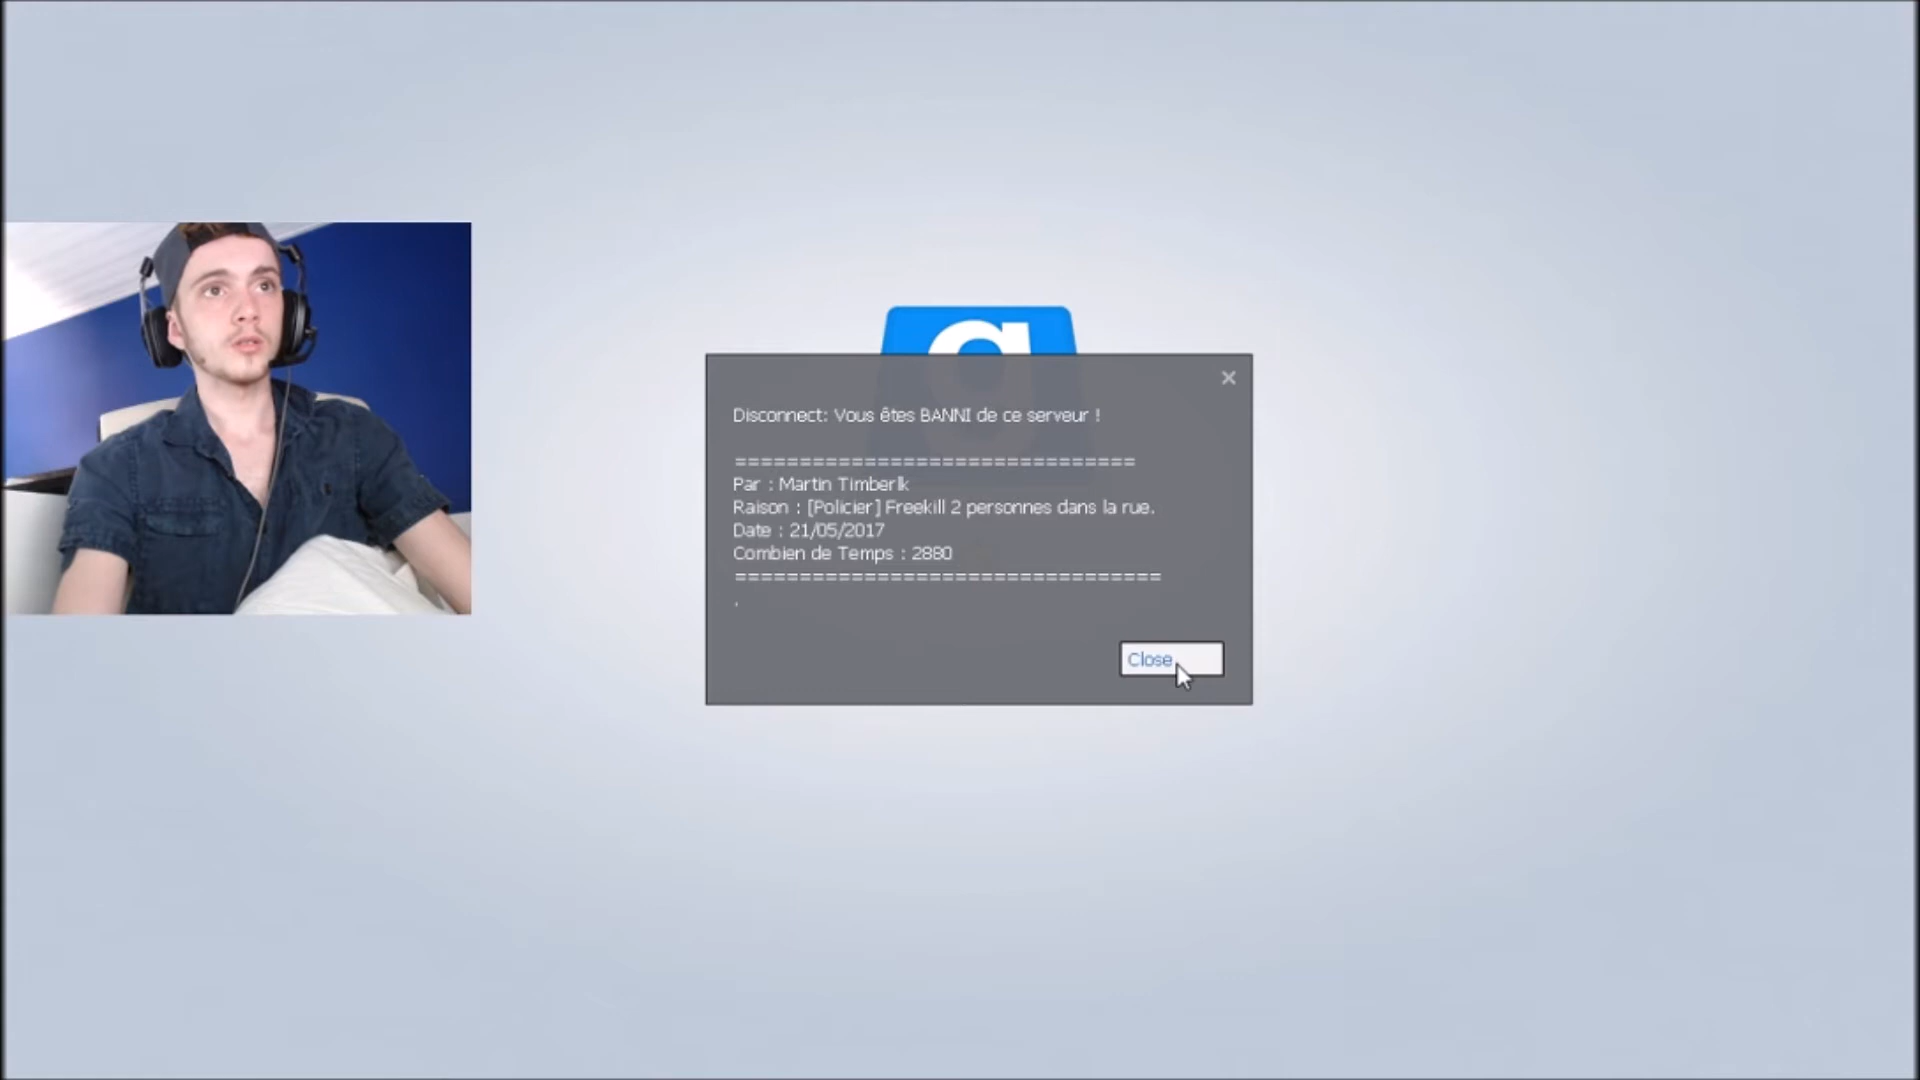 g
Disconnect: Vous êtes BANNI de ce serveur !
===============================
Par : Martin Timberlk
Raison : [Policier] Freekill 2 personnes dans la rue.
Date : 21/05/2017
Combien de Temps : 2880
=================================
.
Close